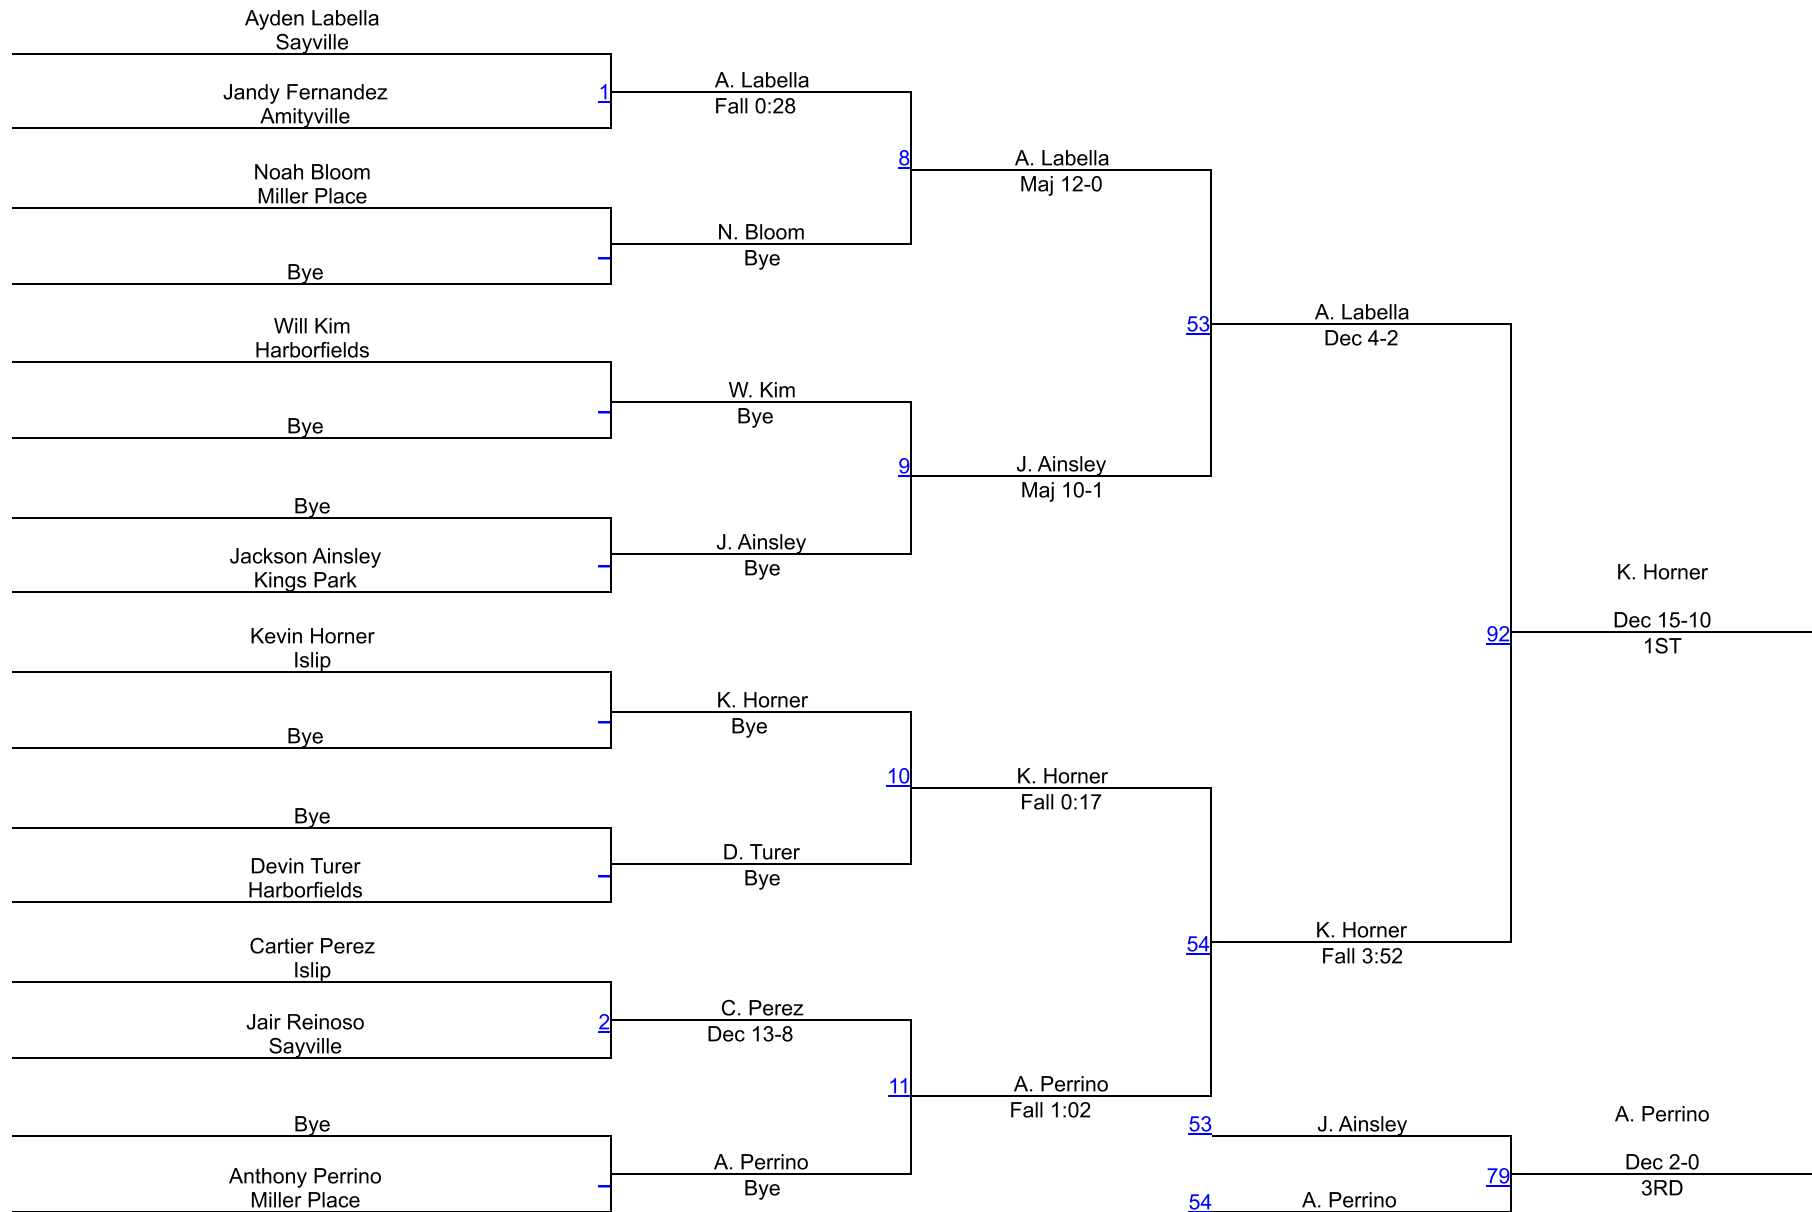 Ayden Labella
Sayville
Jandy Fernandez
Amityville
1
A. Labella
Fall 0:28
Noah Bloom
Miller Place
Bye
N. Bloom
Bye
8
A. Labella
Maj 12-0
Will Kim
Harborfields
Bye
W. Kim
Bye
Bye
Jackson Ainsley
Kings Park
J. Ainsley
Bye
9
J. Ainsley
Maj 10-1
53
A. Labella
Dec 4-2
Kevin Horner
Islip
Bye
K. Horner
Bye
Bye
Devin Turer
Harborfields
D. Turer
Bye
10
K. Horner
Fall 0:17
Cartier Perez
Islip
Jair Reinoso
Sayville
2
C. Perez
Dec 13-8
Bye
Anthony Perrino
Miller Place
A. Perrino
Bye
11
A. Perrino
Fall 1:02
54
K. Horner
Fall 3:52
92
K. Horner
Dec 15-10
1ST
53
J. Ainsley
54
A. Perrino
79
A. Perrino
Dec 2-0
3RD